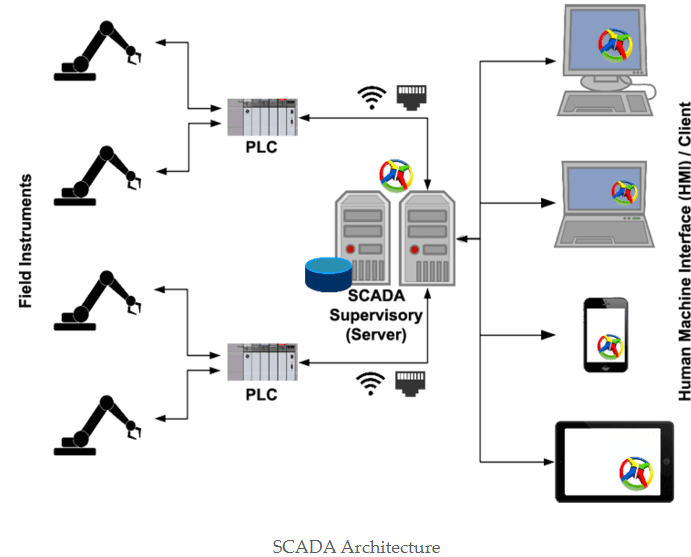 Field Instruments
PLC
PLC
SCADA
Supervisory
(Server)
Human Machine Interface (HMI) / Client
SCADA Architecture